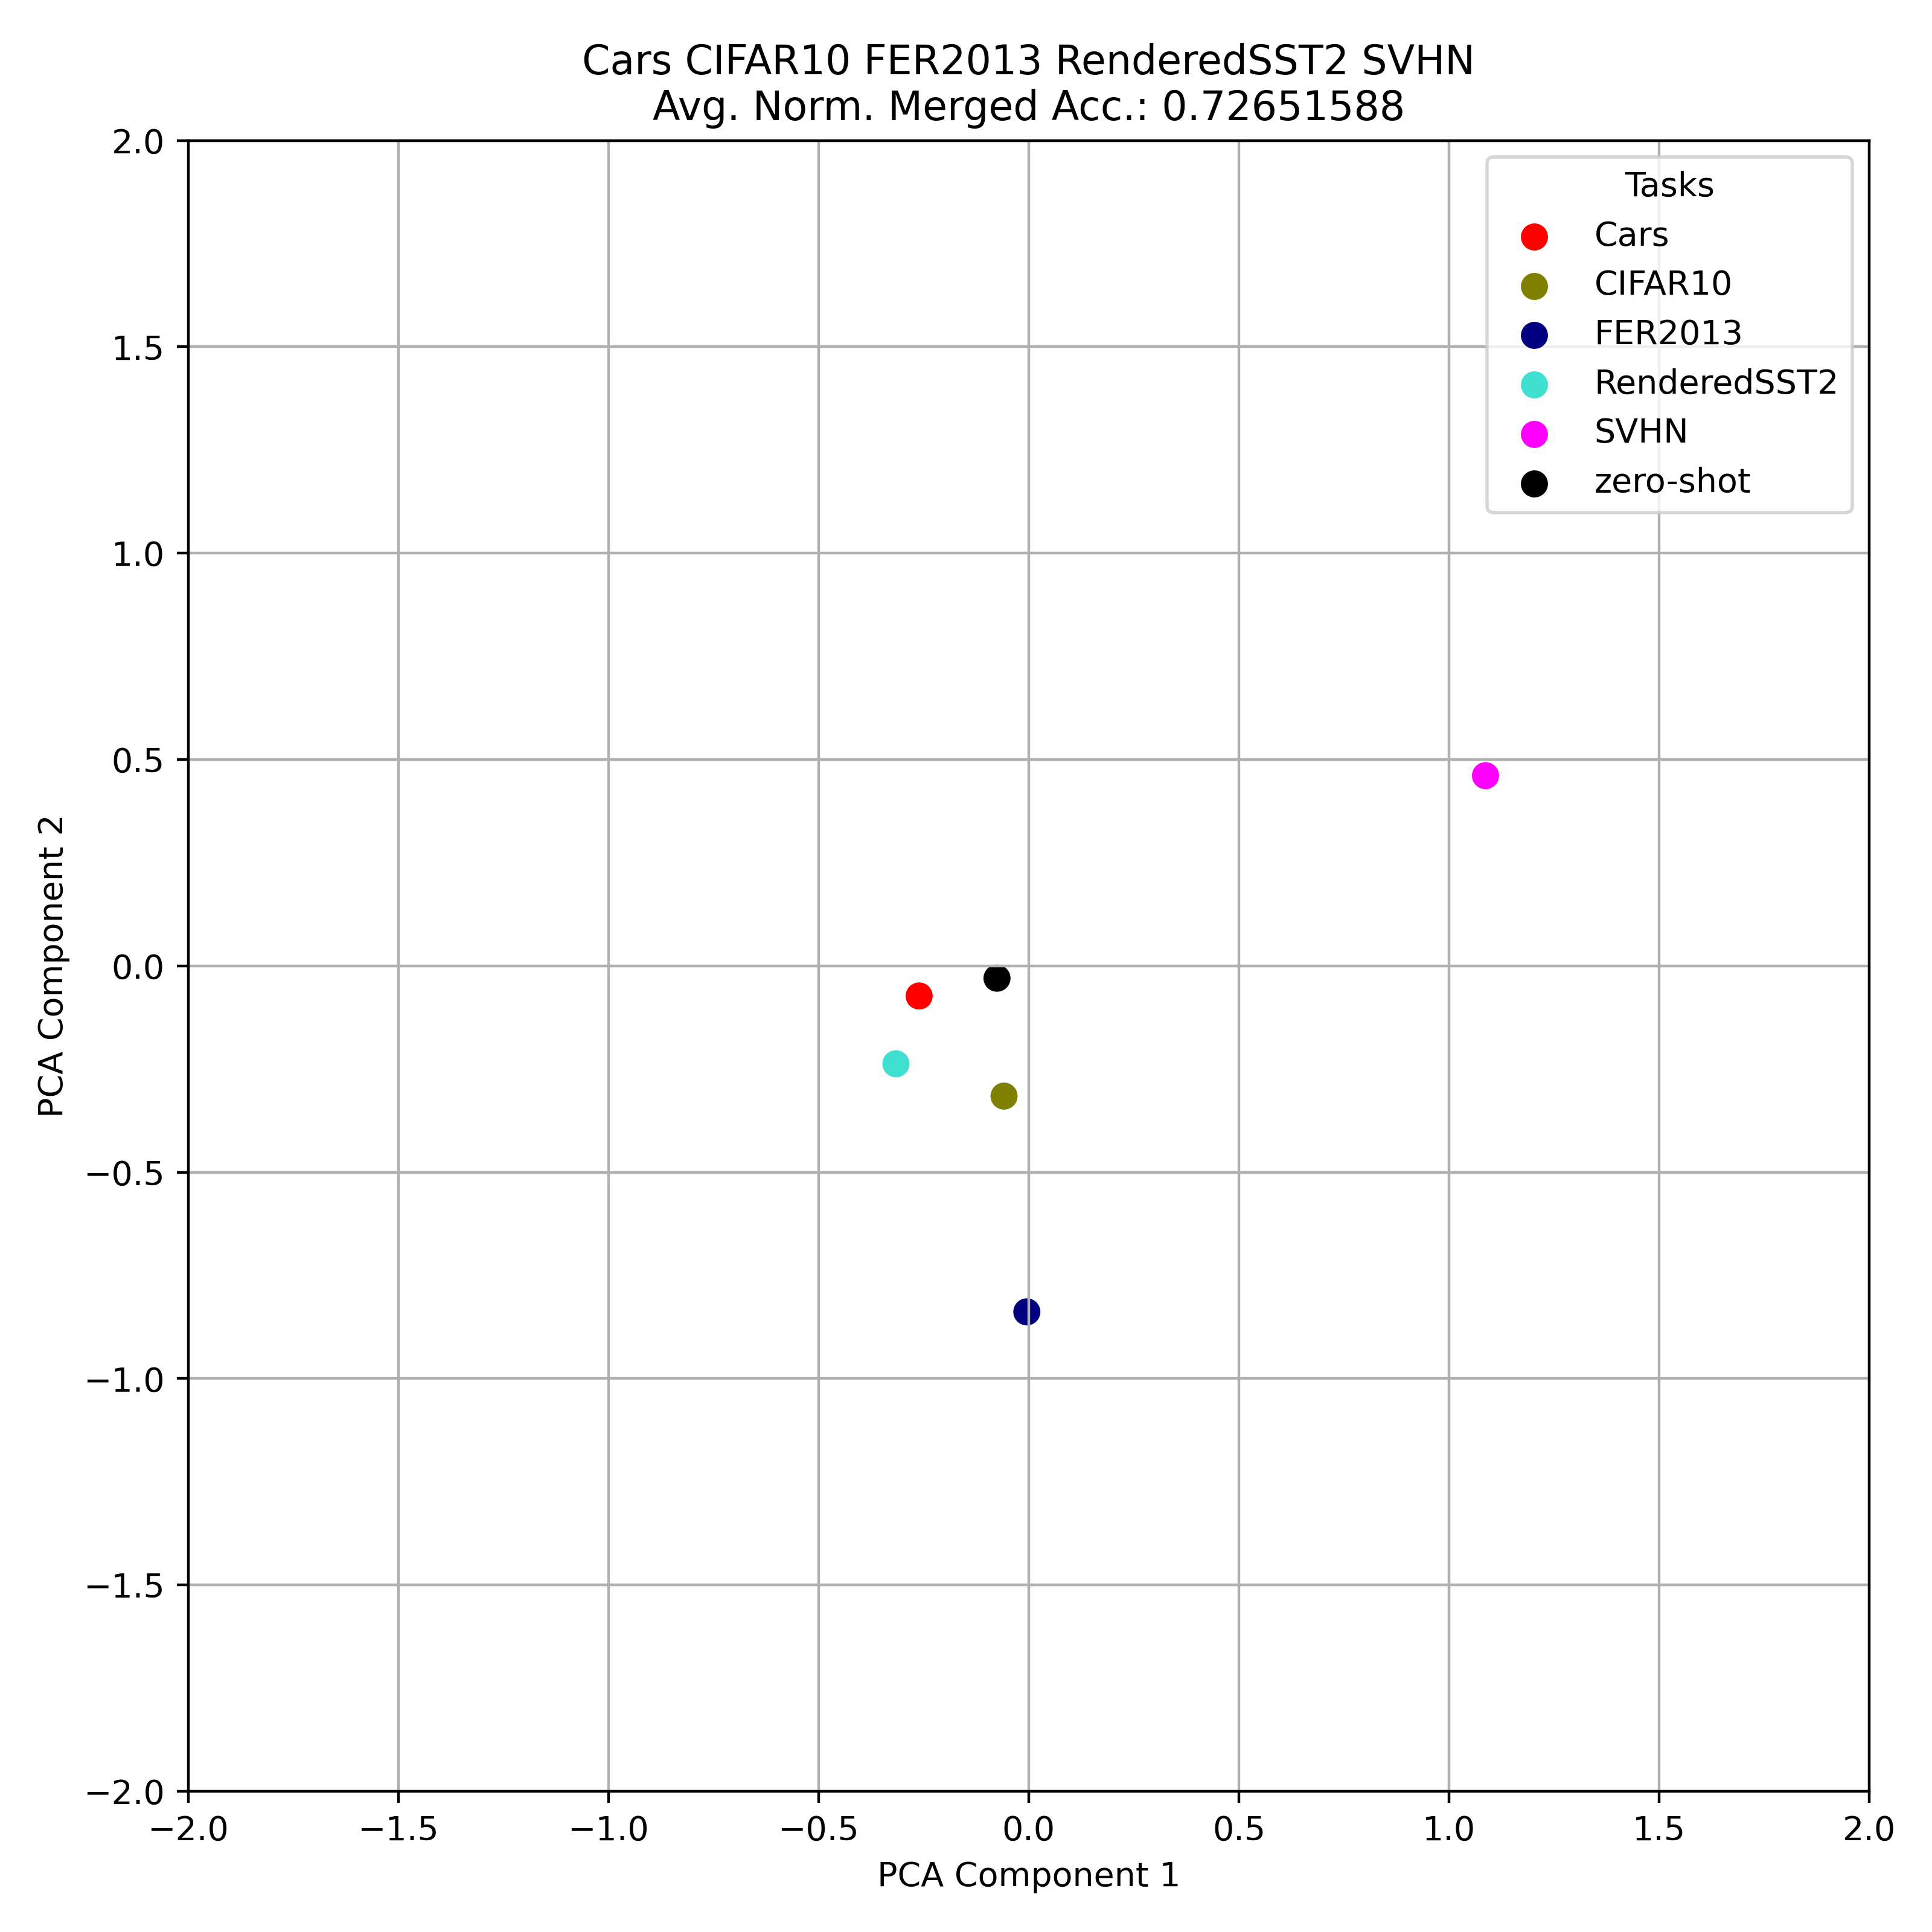 Cars CIFAR10 FER2013 RenderedSST2 SVHN
Avg. Norm. Merged Acc.: 0.72651588
Tasks
Cars
CIFAR10
FER2013
RenderedSST2
SVHN
zero-shot
2.0
1.5
1.0
0.5
0.0
−0.5
−1.0
−1.5
−2.0
PCA Component 2
−2.0 −1.5 −1.0 −0.5 0.0 0.5 1.0 1.5 2.0
PCA Component 1